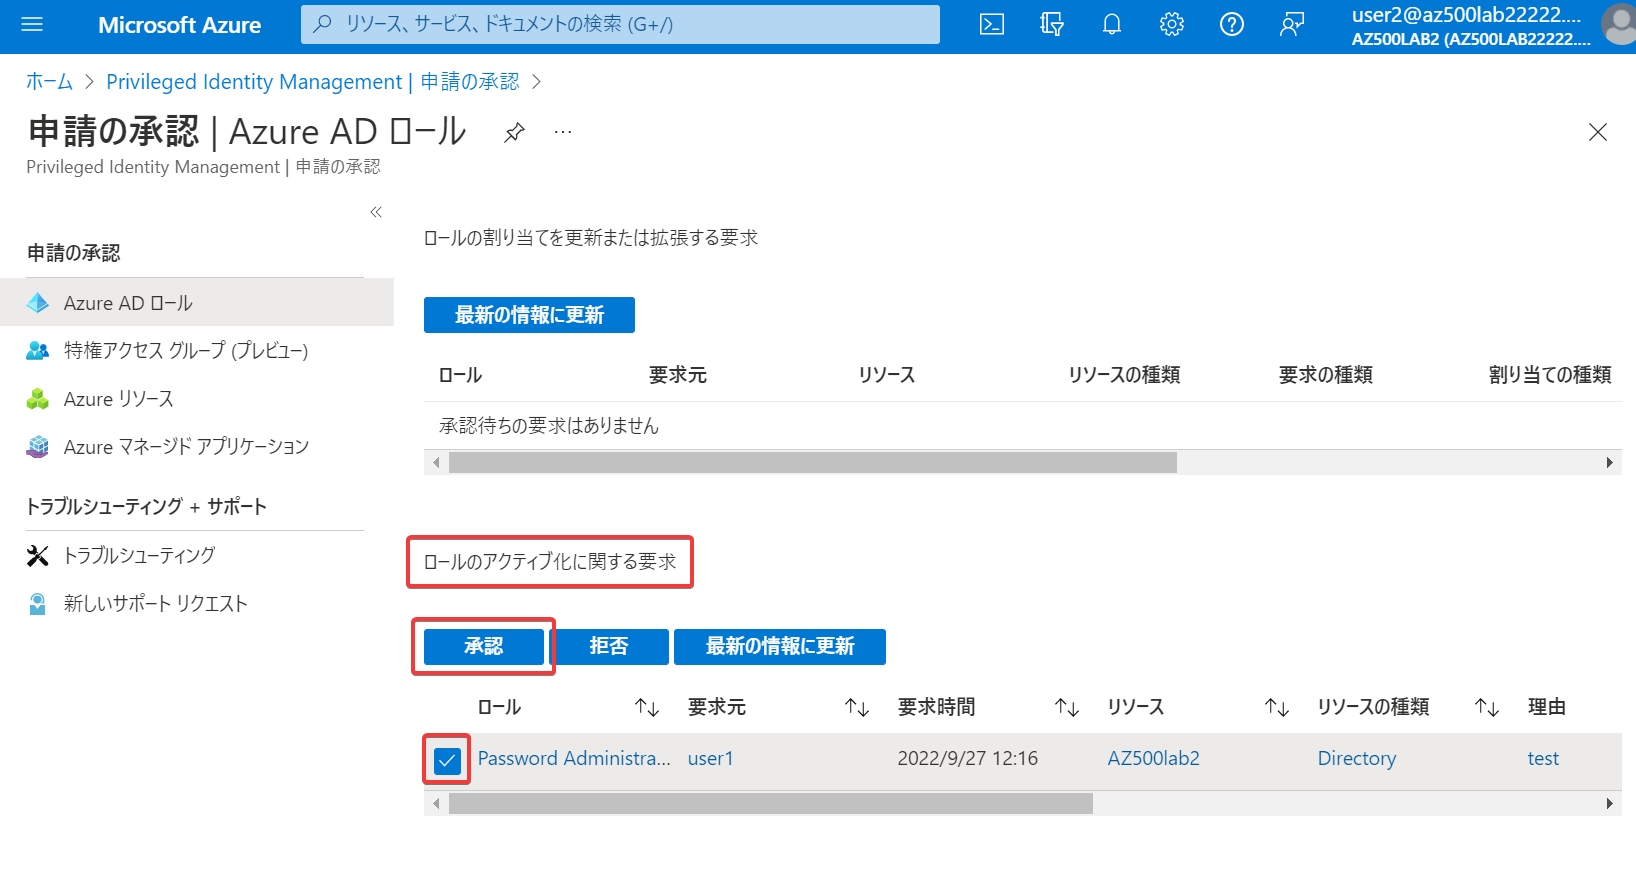 Microsoft Azure
リソース、サービス、ドキュメントの検索 (G+/)
user2@az500lab22222....
AZ500LAB2 (AZ500LAB22222....
ホーム > Privileged Identity Management | 申請の承認 >
申請の承認 | Azure AD ロール
Privileged Identity Management | 申請の承認
申請の承認
Azure AD ロール
特権アクセス グループ (プレビュー)
Azure リソース
Azure マネージド アプリケーション
トラブルシューティング + サポート
トラブルシューティング
新しいサポート リクエスト
ロールの割り当てを更新または拡張する要求
最新の情報に更新
ロール 要求元 リソース リソースの種類 要求の種類 割り当ての種類
承認待ちの要求はありません
ロールのアクティブ化に関する要求
承認 拒否 最新の情報に更新
ロール 要求元 要求時間 リソース リソースの種類 理由
Password Administra... user1 2022/9/27 12:16 AZ500lab2 Directory test